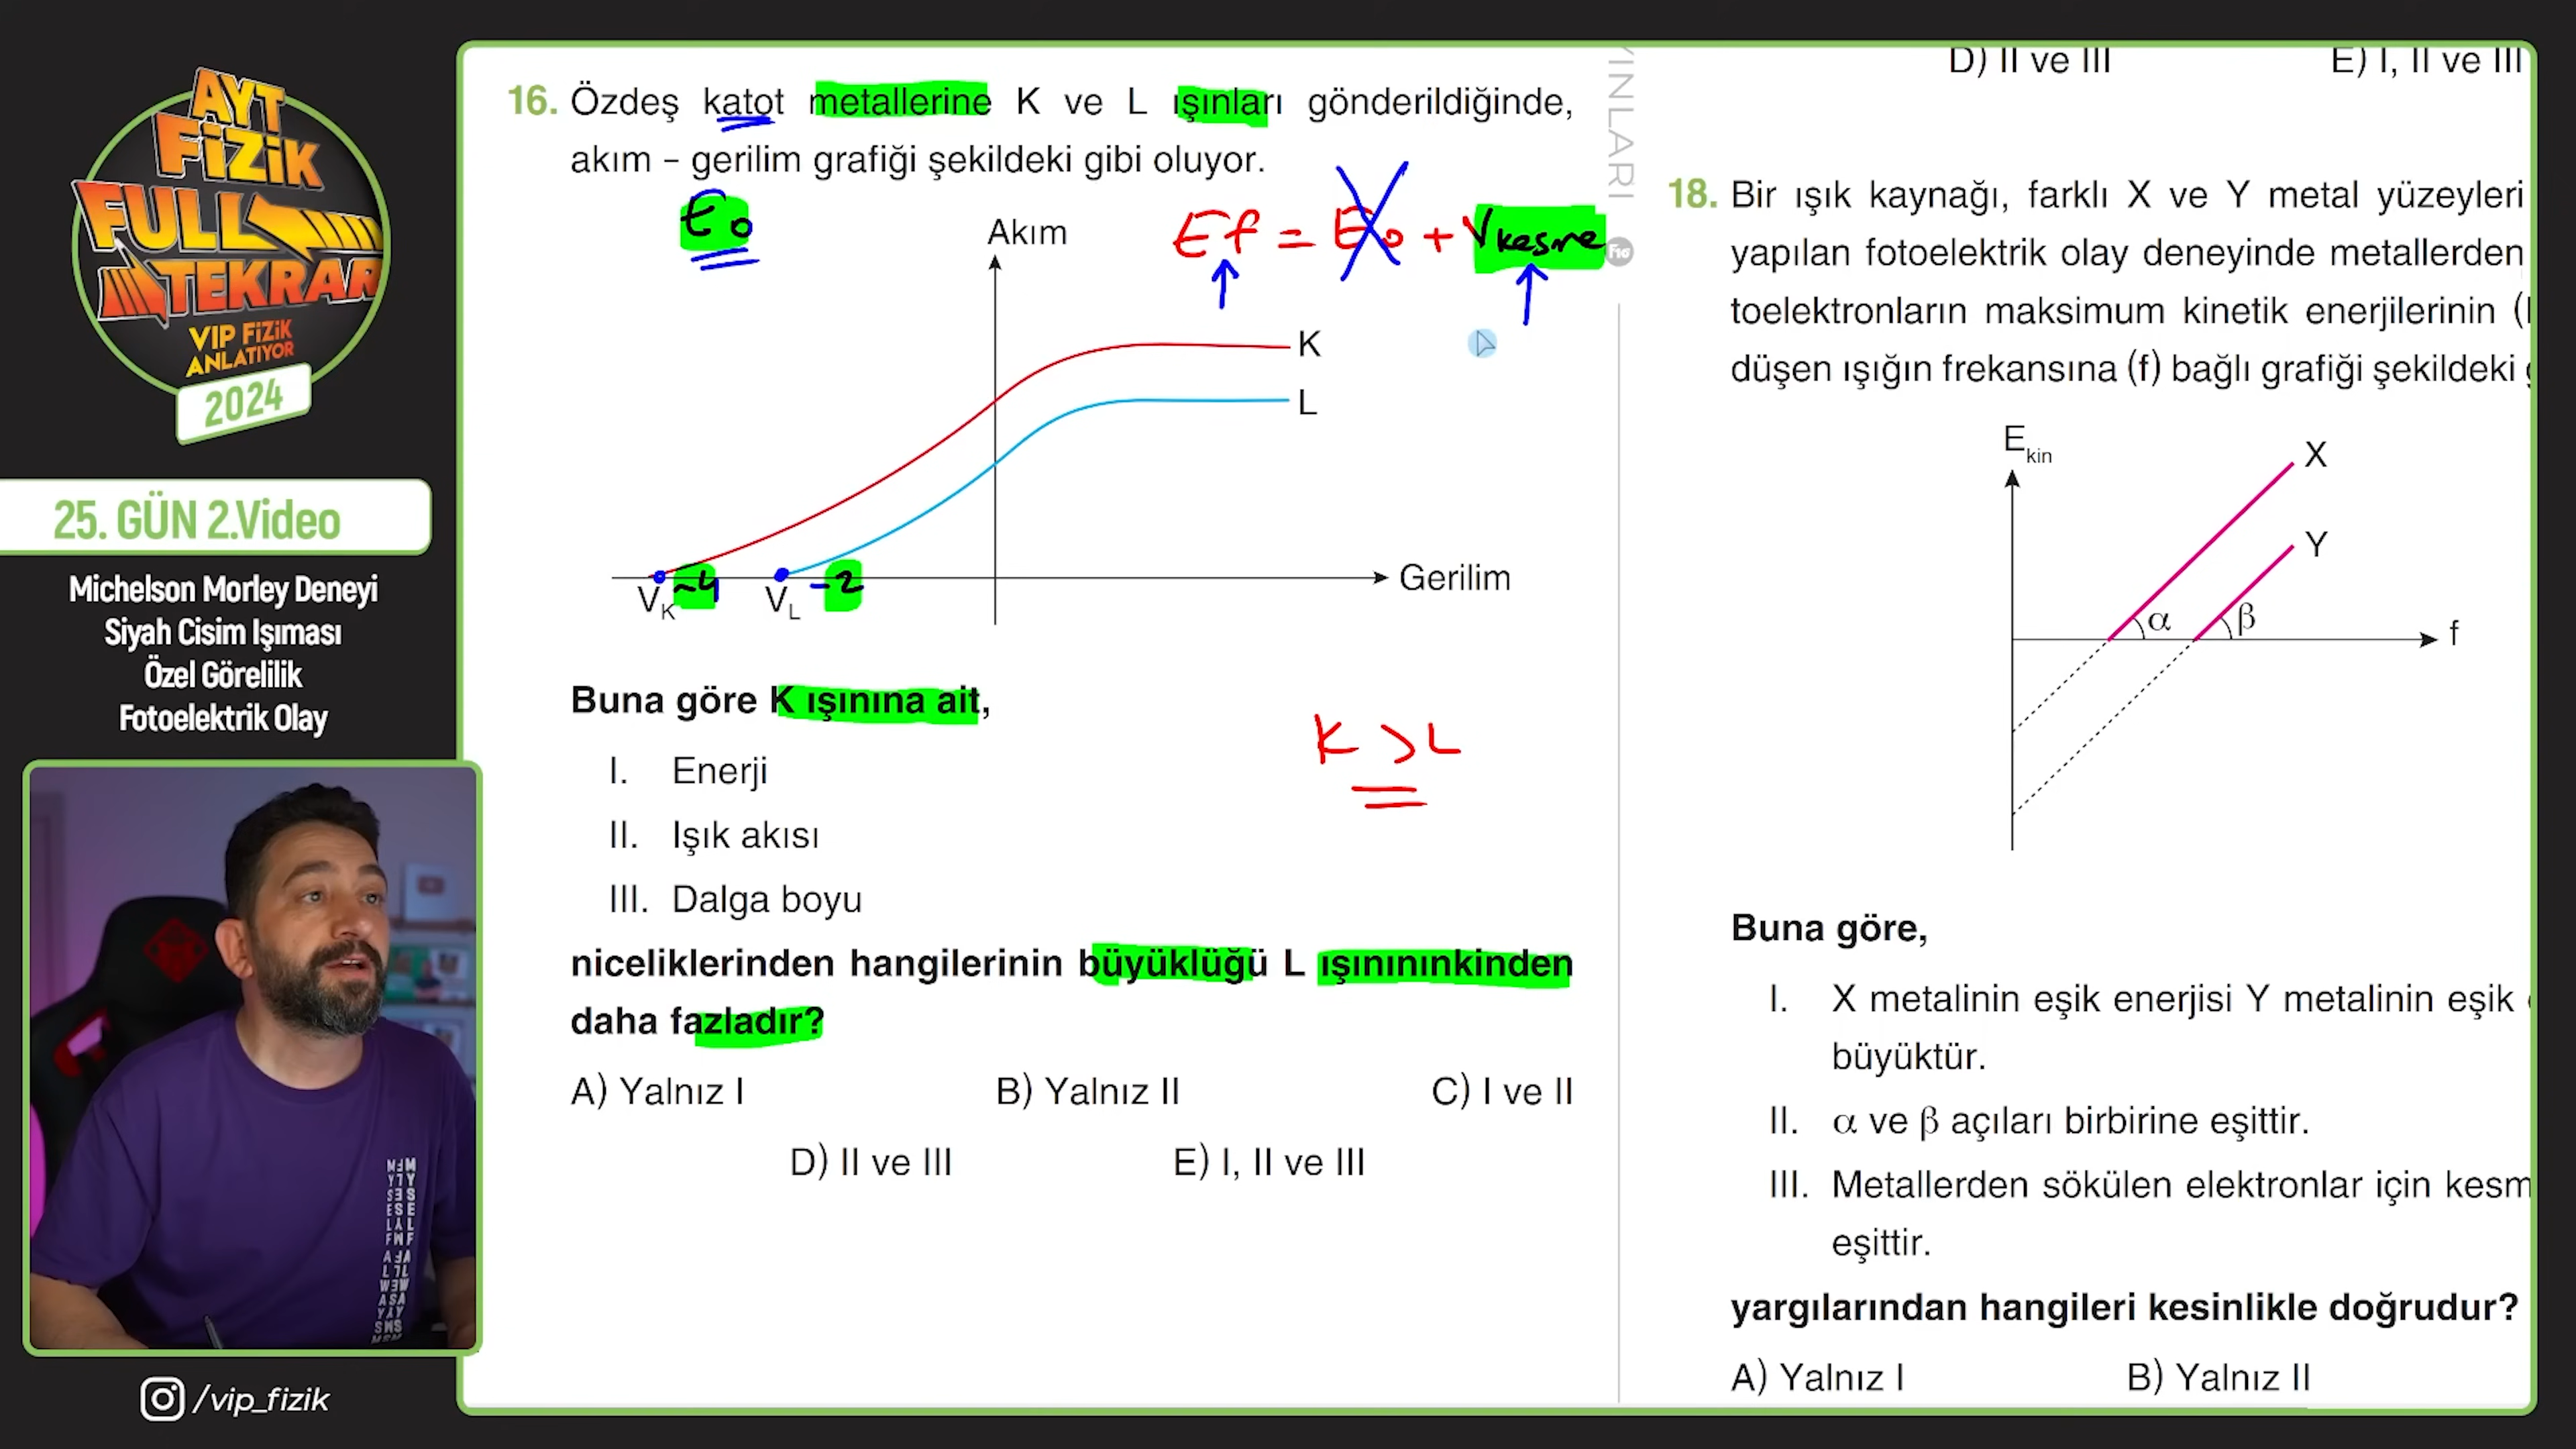 AYT
FİZİK
FULL
TEKRAR
VIP FİZİK
ANLATIYOR
2024
25. GÜN 2.Video
Michelson Morley Deneyi
Siyah Cisim Işıması
Özel Görelilik
Fotoelektrik Olay
/vip_fizik
16. Özdeş katot metallerine K ve L ışınları gönderildiğinde,
akım – gerilim grafiği şekildeki gibi oluyor.
E0
Ef = E0 + Vkesme
Akım
K
L
Gerilim
VK -4
VL -2
Buna göre K ışınına ait,
K > L
I. Enerji
II. Işık akısı
III. Dalga boyu
niceliklerinden hangilerinin büyüklüğü L ışınınınkinden
daha fazladır?
A) Yalnız I B) Yalnız II C) I ve II
D) II ve III E) I, II ve III
YINLARI
D) II ve III E) I, II ve III
18. Bir ışık kaynağı, farklı X ve Y metal yüzeyleri
yapılan fotoelektrik olay deneyinde metallerden
toelektronların maksimum kinetik enerjilerinin (
düşen ışığın frekansına (f) bağlı grafiği şekildeki
Ekin
X
Y
α
β
f
Buna göre,
I. X metalinin eşik enerjisi Y metalinin eşik
büyüktür.
II. α ve β açıları birbirine eşittir.
III. Metallerden sökülen elektronlar için kesm
eşittir.
yargılarından hangileri kesinlikle doğrudur?
A) Yalnız I B) Yalnız II